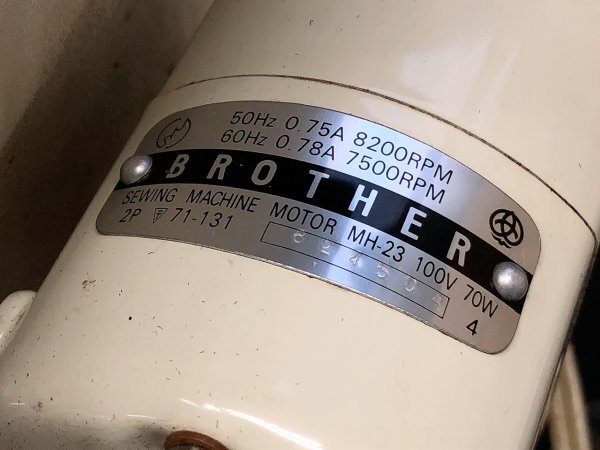 50Hz 0.75A 8200RPM
60Hz 0.78A 7500RPM
BROTHER
SEWING MACHINE MOTOR MH-23 100V 70W
2P 〒 71-131
624504
4